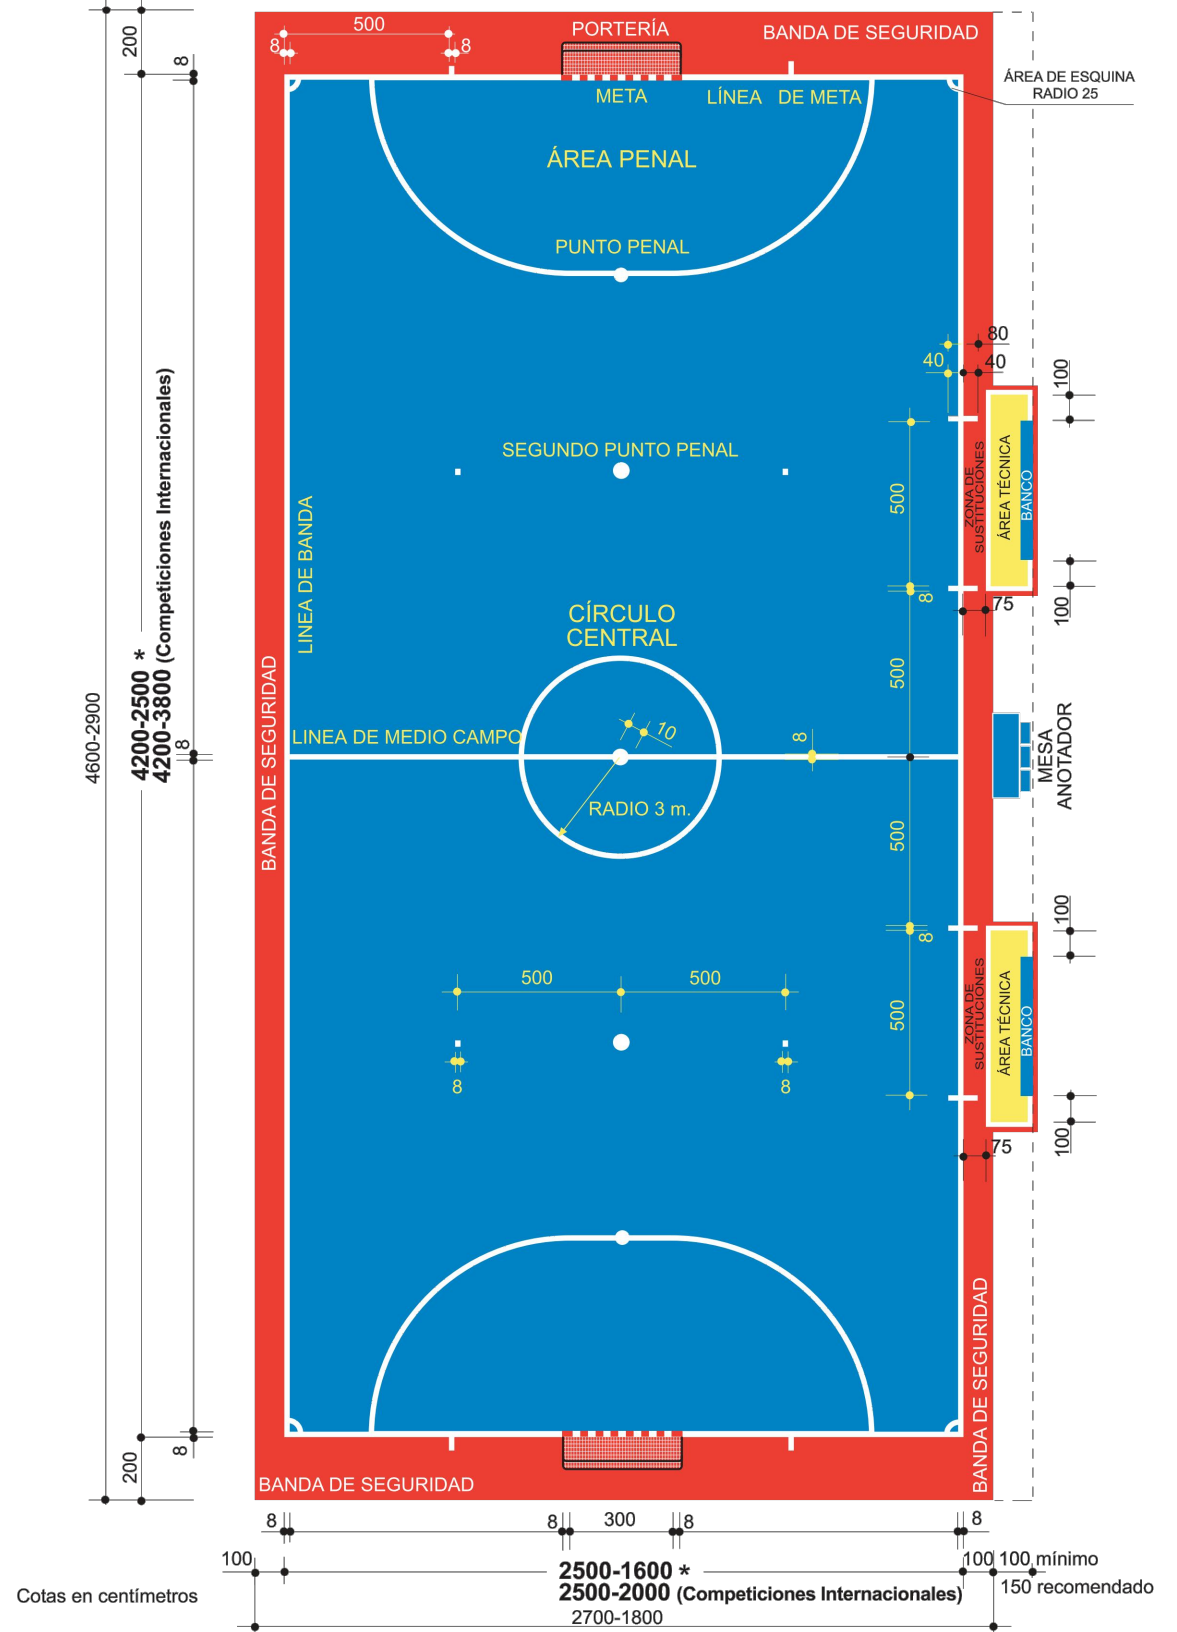 500
8
8
200
8
PORTERÍA
BANDA DE SEGURIDAD
META
LÍNEA DE META
ÁREA DE ESQUINA
RADIO 25
ÁREA PENAL
PUNTO PENAL
80
40
40
100
SEGUNDO PUNTO PENAL
500
ZONA DE
SUSTITUCIONES
ÁREA TÉCNICA
BANCO
LINEA DE BANDA
8
75
100
CÍRCULO
CENTRAL
500
4600-2900
4200-2500 *
4200-3800 (Competiciones Internacionales)
8
BANDA DE SEGURIDAD
LINEA DE MEDIO CAMPO
10
8
MESA
ANOTADOR
RADIO 3 m.
500
100
8
500
500
500
ZONA DE
SUSTITUCIONES
ÁREA TÉCNICA
BANCO
8
8
75
100
BANDA DE SEGURIDAD
200
8
BANDA DE SEGURIDAD
8
8
300
8
8
100
2500-1600 *
100
100 mínimo
2500-2000 (Competiciones Internacionales)
150 recomendado
Cotas en centímetros
2700-1800